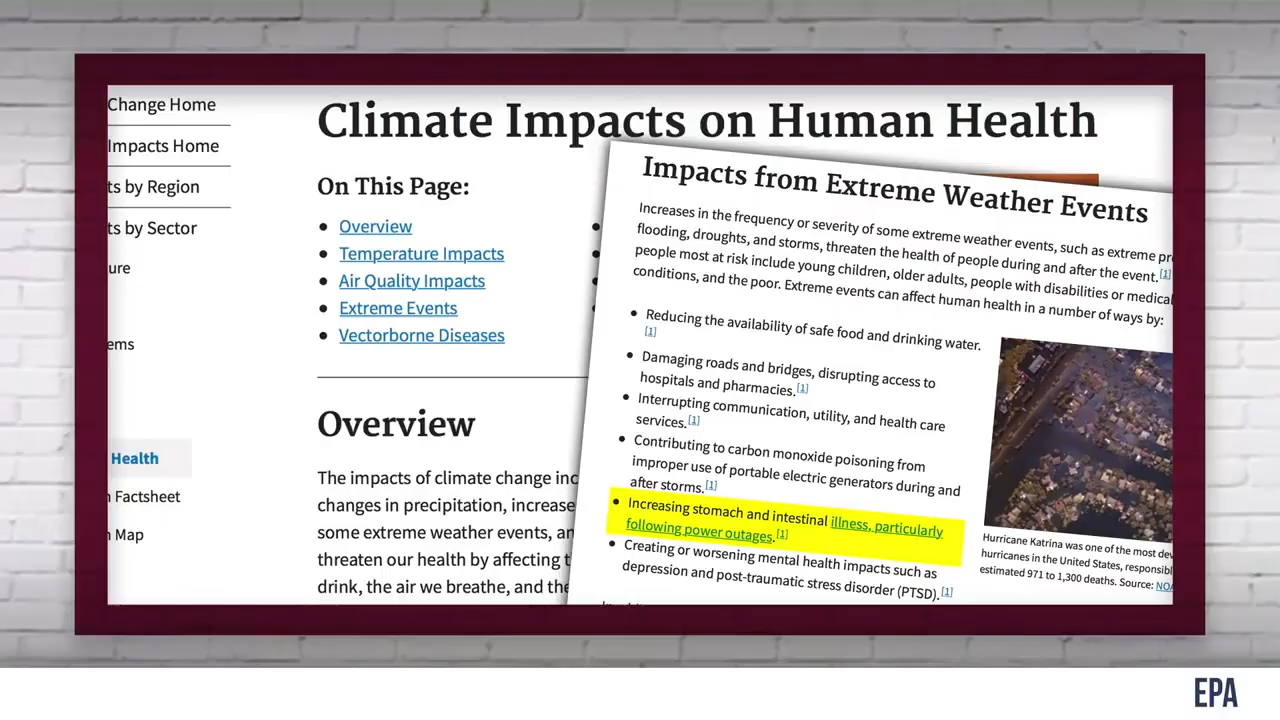 Change Home
Impacts Home
ts by Region
ts by Sector
ure
ems
Health
Factsheet
Map
Climate Impacts on Human Health
On This Page:
Overview
Temperature Impacts
Air Quality Impacts
Extreme Events
Vectorborne Diseases
Overview
The impacts of climate change inc
changes in precipitation, increase
some extreme weather events, an
threaten our health by affecting t
drink, the air we breathe, and the
Impacts from Extreme Weather Events
Increases in the frequency or severity of some extreme weather events, such as extreme pr
flooding, droughts, and storms, threaten the health of people during and after the event.[1]
people most at risk include young children, older adults, people with disabilities or medical
conditions, and the poor. Extreme events can affect human health in a number of ways by:
Reducing the availability of safe food and drinking water.
[1]
Damaging roads and bridges, disrupting access to
hospitals and pharmacies.[1]
Interrupting communication, utility, and health care
services.[1]
Contributing to carbon monoxide poisoning from
improper use of portable electric generators during and
after storms.[1]
Increasing stomach and intestinal illness, particularly
following power outages.[1]
Creating or worsening mental health impacts such as
depression and post-traumatic stress disorder (PTSD).[1]
Hurricane Katrina was one of the most dev
hurricanes in the United States, responsibl
estimated 971 to 1,300 deaths. Source: NOA
EPA